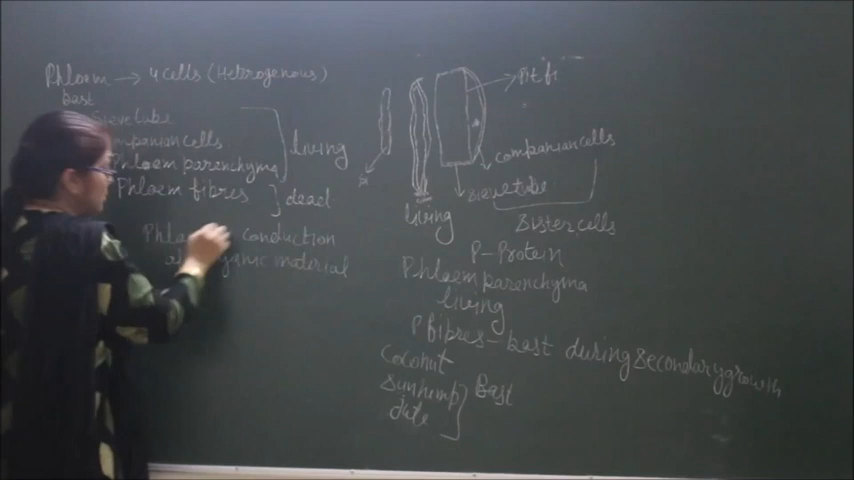 Phloem → 4 cells (Heterogenous)
bast
Sieve tube
companion cells
Phloem parenchyma
living
Phloem fibres
dead
conduction
organic material
Pit fi
companion cells
sieve tube
Sister cells
living
P-Protein
Phloem parenchyma
living
P fibres - bast during secondary growth
Coconut
Sunhemp
Jute
Bast